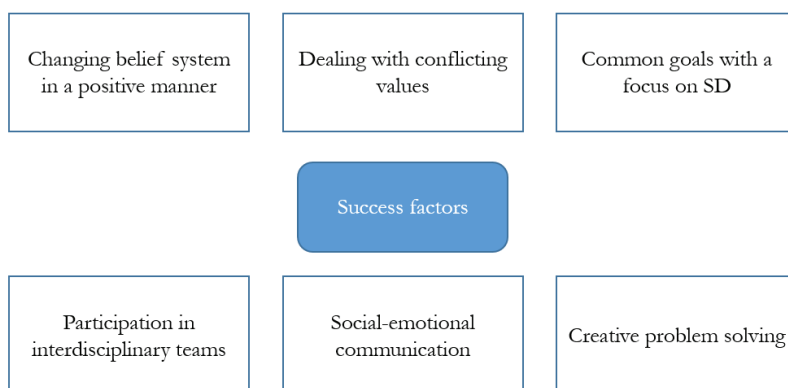 Changing belief system
in a positive manner
Dealing with conflicting
values
Common goals with a
focus on SD
Success factors
Participation in
interdisciplinary teams
Social-emotional
communication
Creative problem solving